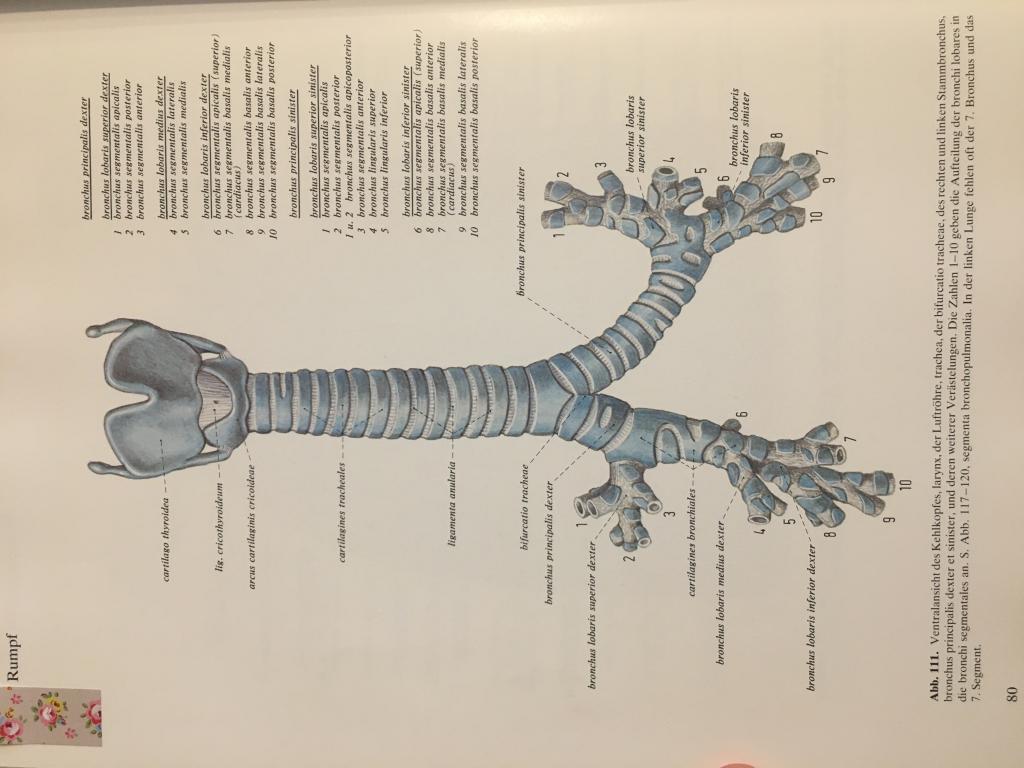 Rumpf
bronchus principalis dexter
bronchus lobaris superior dexter
1 bronchus segmentalis apicalis
2 bronchus segmentalis posterior
3 bronchus segmentalis anterior
bronchus lobaris medius dexter
4 bronchus segmentalis lateralis
5 bronchus segmentalis medialis
bronchus lobaris inferior dexter
6 bronchus segmentalis apicalis (superior)
7 bronchus segmentalis basalis medialis
(cardiacus)
8 bronchus segmentalis basalis anterior
9 bronchus segmentalis basalis lateralis
10 bronchus segmentalis basalis posterior
bronchus principalis sinister
bronchus lobaris superior sinister
1 bronchus segmentalis apicalis
2 bronchus segmentalis posterior
1 u. 2 bronchus segmentalis apicoposterior
3 bronchus segmentalis anterior
4 bronchus lingularis superior
5 bronchus lingularis inferior
bronchus lobaris inferior sinister
6 bronchus segmentalis apicalis (superior)
8 bronchus segmentalis basalis anterior
7 bronchus segmentalis basalis medialis
(cardiacus)
9 bronchus segmentalis basalis lateralis
10 bronchus segmentalis basalis posterior
cartilago thyroidea
lig. cricothyroideum
arcus cartilaginis cricoideae
cartilagines tracheales
ligamenta anularia
bifurcatio tracheae
bronchus principalis dexter
bronchus lobaris superior dexter
cartilagines bronchiales
bronchus lobaris medius dexter
bronchus lobaris inferior dexter
1
2
3
4
5
6
7
8
9
10
bronchus principalis sinister
bronchus lobaris
superior sinister
bronchus lobaris
inferior sinister
1
2
3
4
5
6
7
8
9
10
Abb. 111. Ventralansicht des Kehlkopfes, larynx, der Luftröhre, trachea, der bifurcatio tracheae, des rechten und linken Stammbronchus,
bronchus principalis dexter et sinister, und deren weiterer Verästelungen. Die Zahlen 1–10 geben die Aufteilung der bronchi lobares in
die bronchi segmentales an. S. Abb. 117–120, segmenta bronchopulmonalia. In der linken Lunge fehlen oft der 7. Bronchus und das
7. Segment.
80